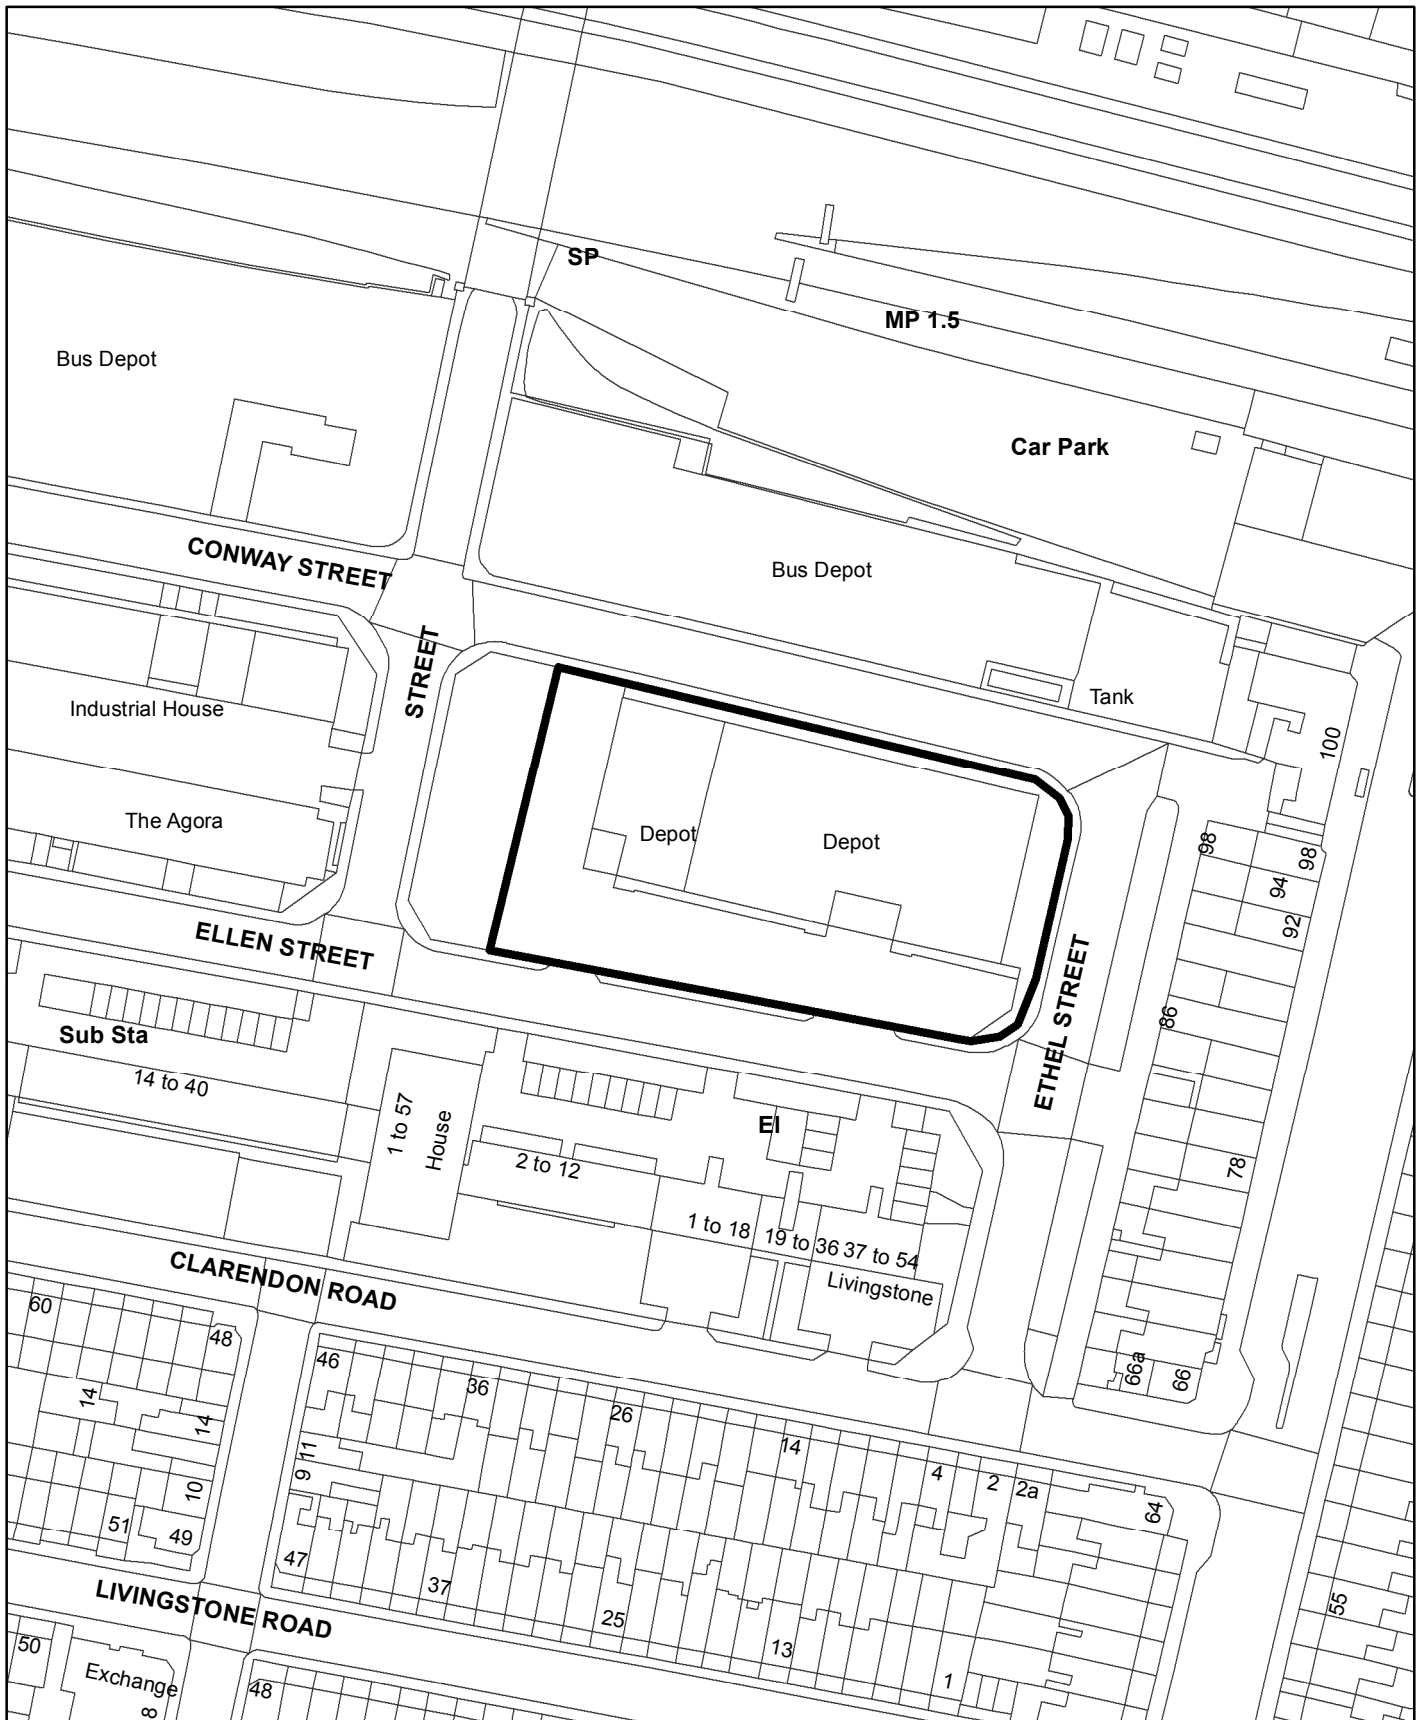 SP
MP 1.5
Bus Depot
Car Park
CONWAY STREET
Bus Depot
STREET
Tank
Industrial House
100
The Agora
Depot
Depot
98
98
94
92
ELLEN STREET
ETHEL STREET
86
Sub Sta
14 to 40
1 to 57
House
El
2 to 12
78
1 to 18
19 to 36
37 to 54
Livingstone
CLARENDON ROAD
60
48
46
36
26
14
66a
66
14
14
11
9
10
4
2
2a
64
51
49
47
37
25
13
1
55
LIVINGSTONE ROAD
50
Exchange
48
8